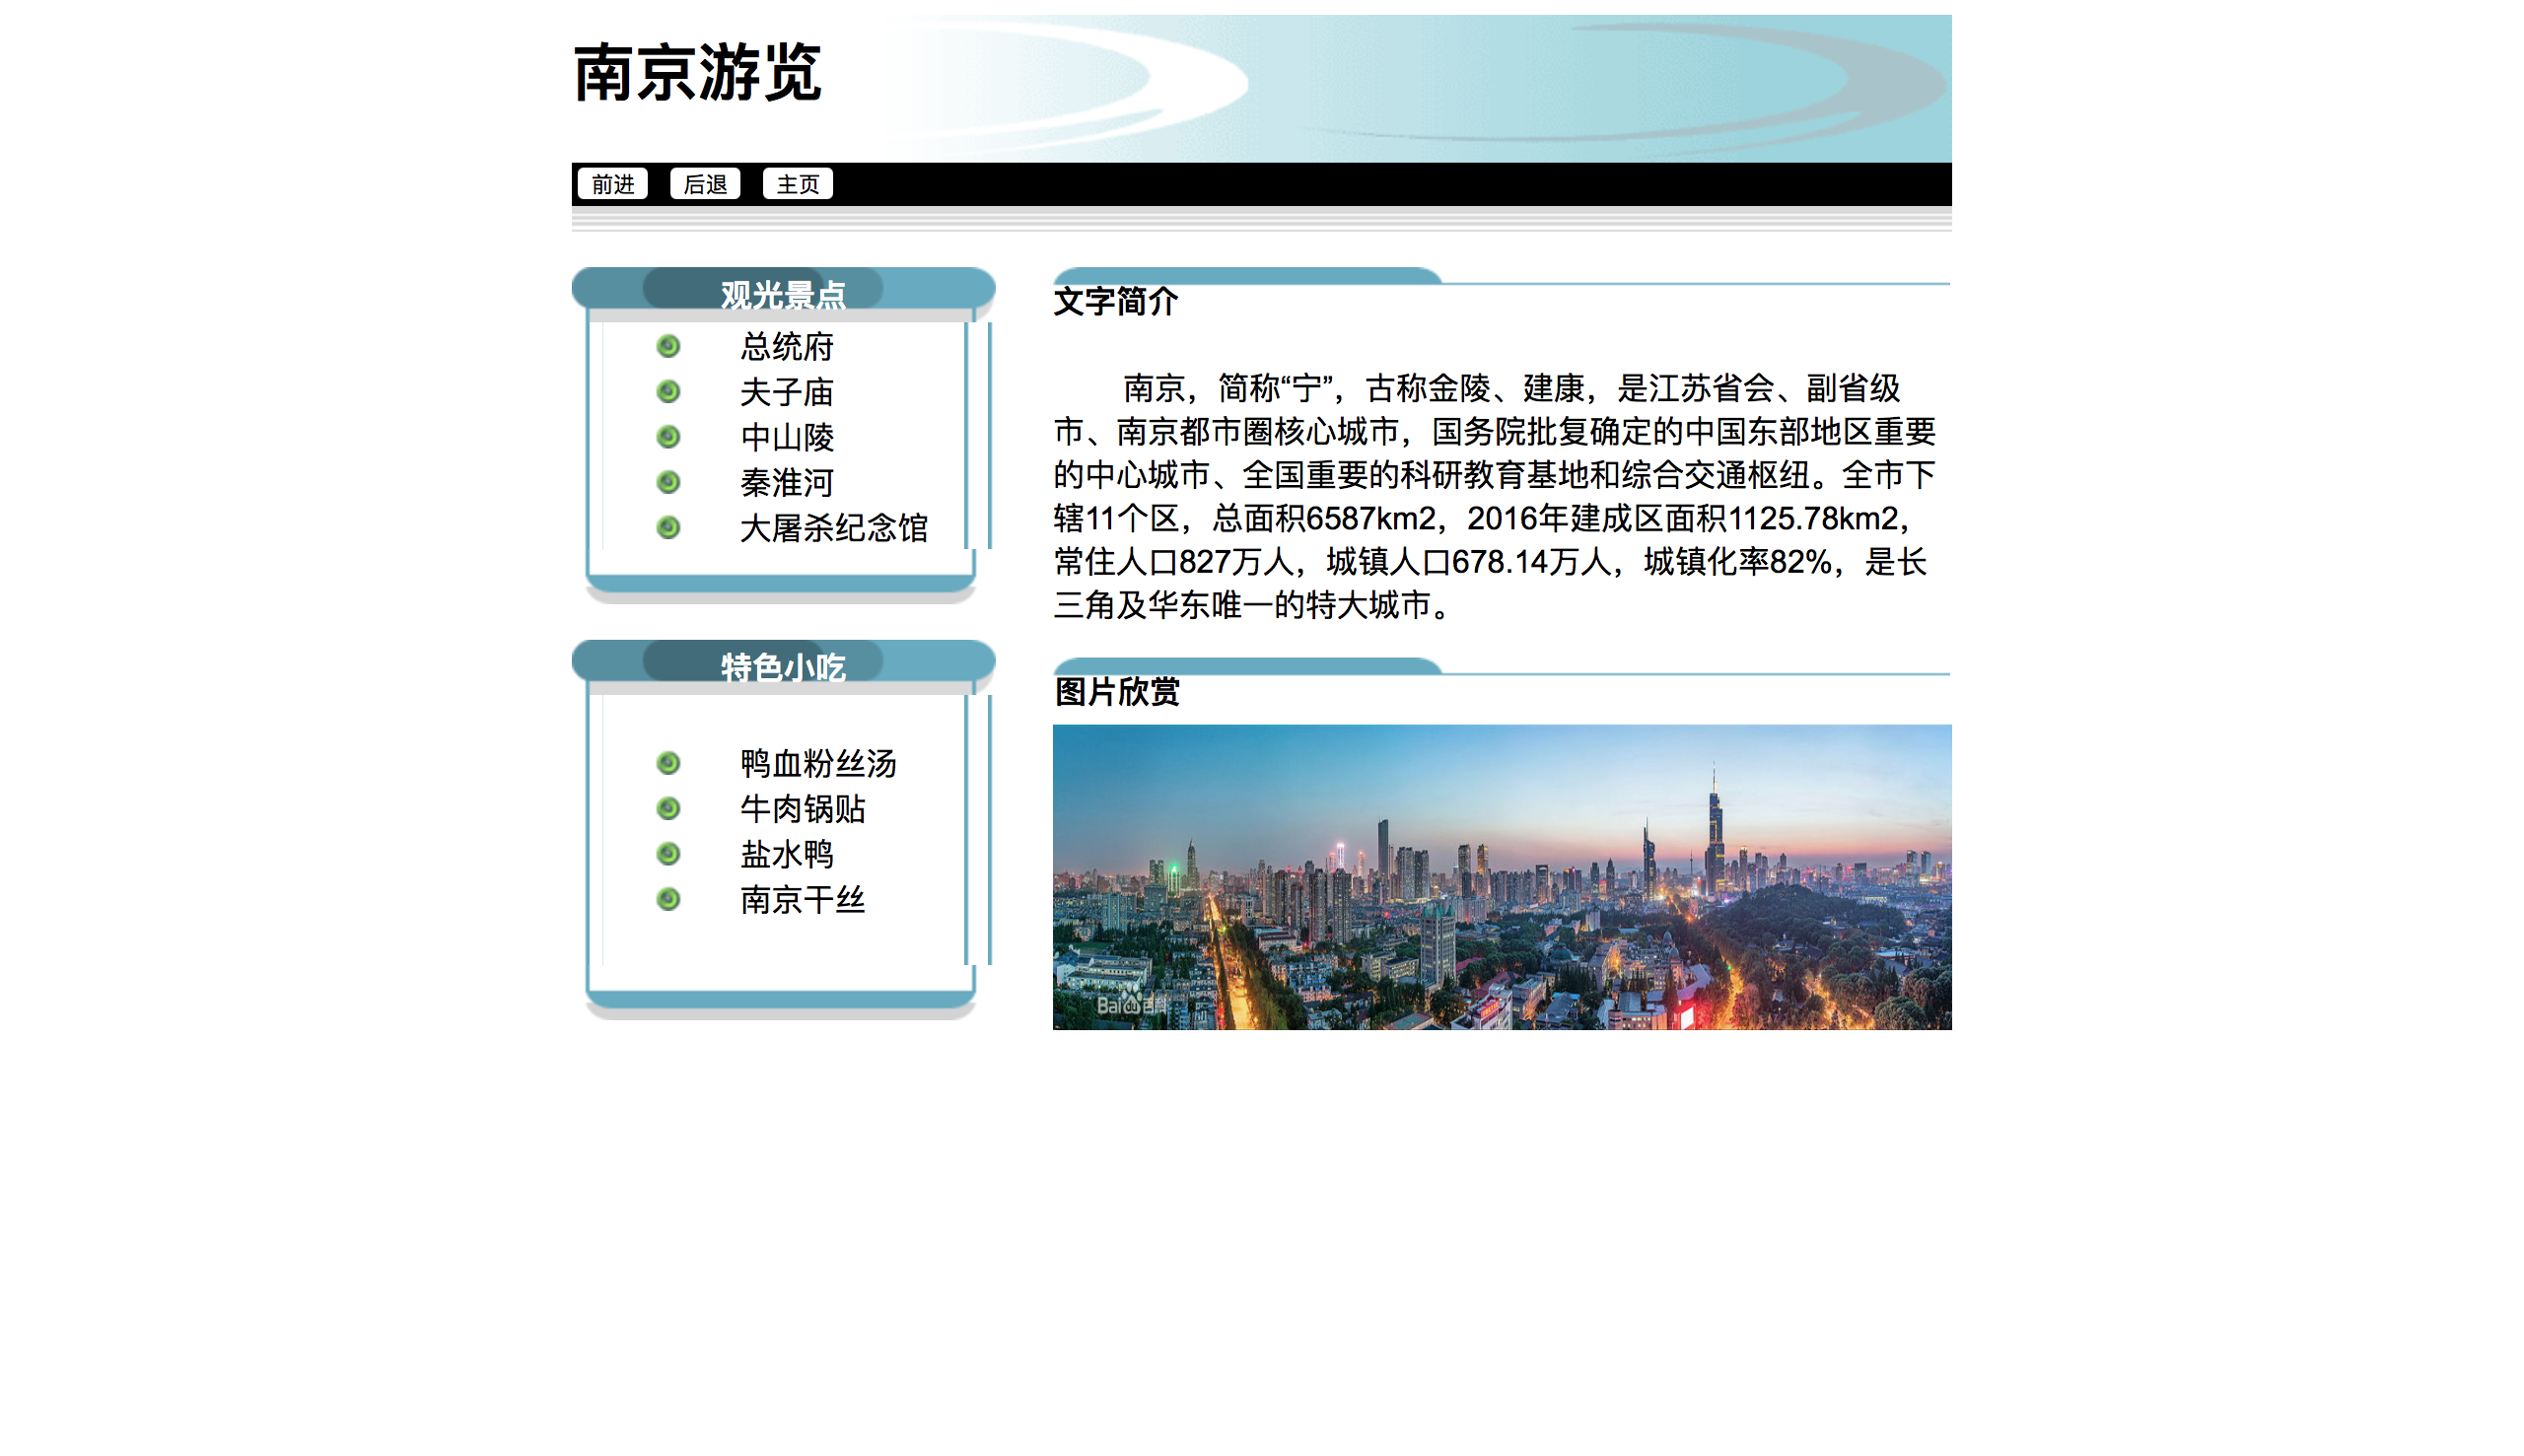 南京游览
前进 后退 主页
观光景点
总统府
夫子庙
中山陵
秦淮河
大屠杀纪念馆
特色小吃
鸭血粉丝汤
牛肉锅贴
盐水鸭
南京干丝
文字简介
南京，简称“宁”，古称金陵、建康，是江苏省会、副省级
市、南京都市圈核心城市，国务院批复确定的中国东部地区重要
的中心城市、全国重要的科研教育基地和综合交通枢纽。全市下
辖11个区，总面积6587km2，2016年建成区面积1125.78km2，
常住人口827万人，城镇人口678.14万人，城镇化率82%，是长
三角及华东唯一的特大城市。
图片欣赏
Bai百科